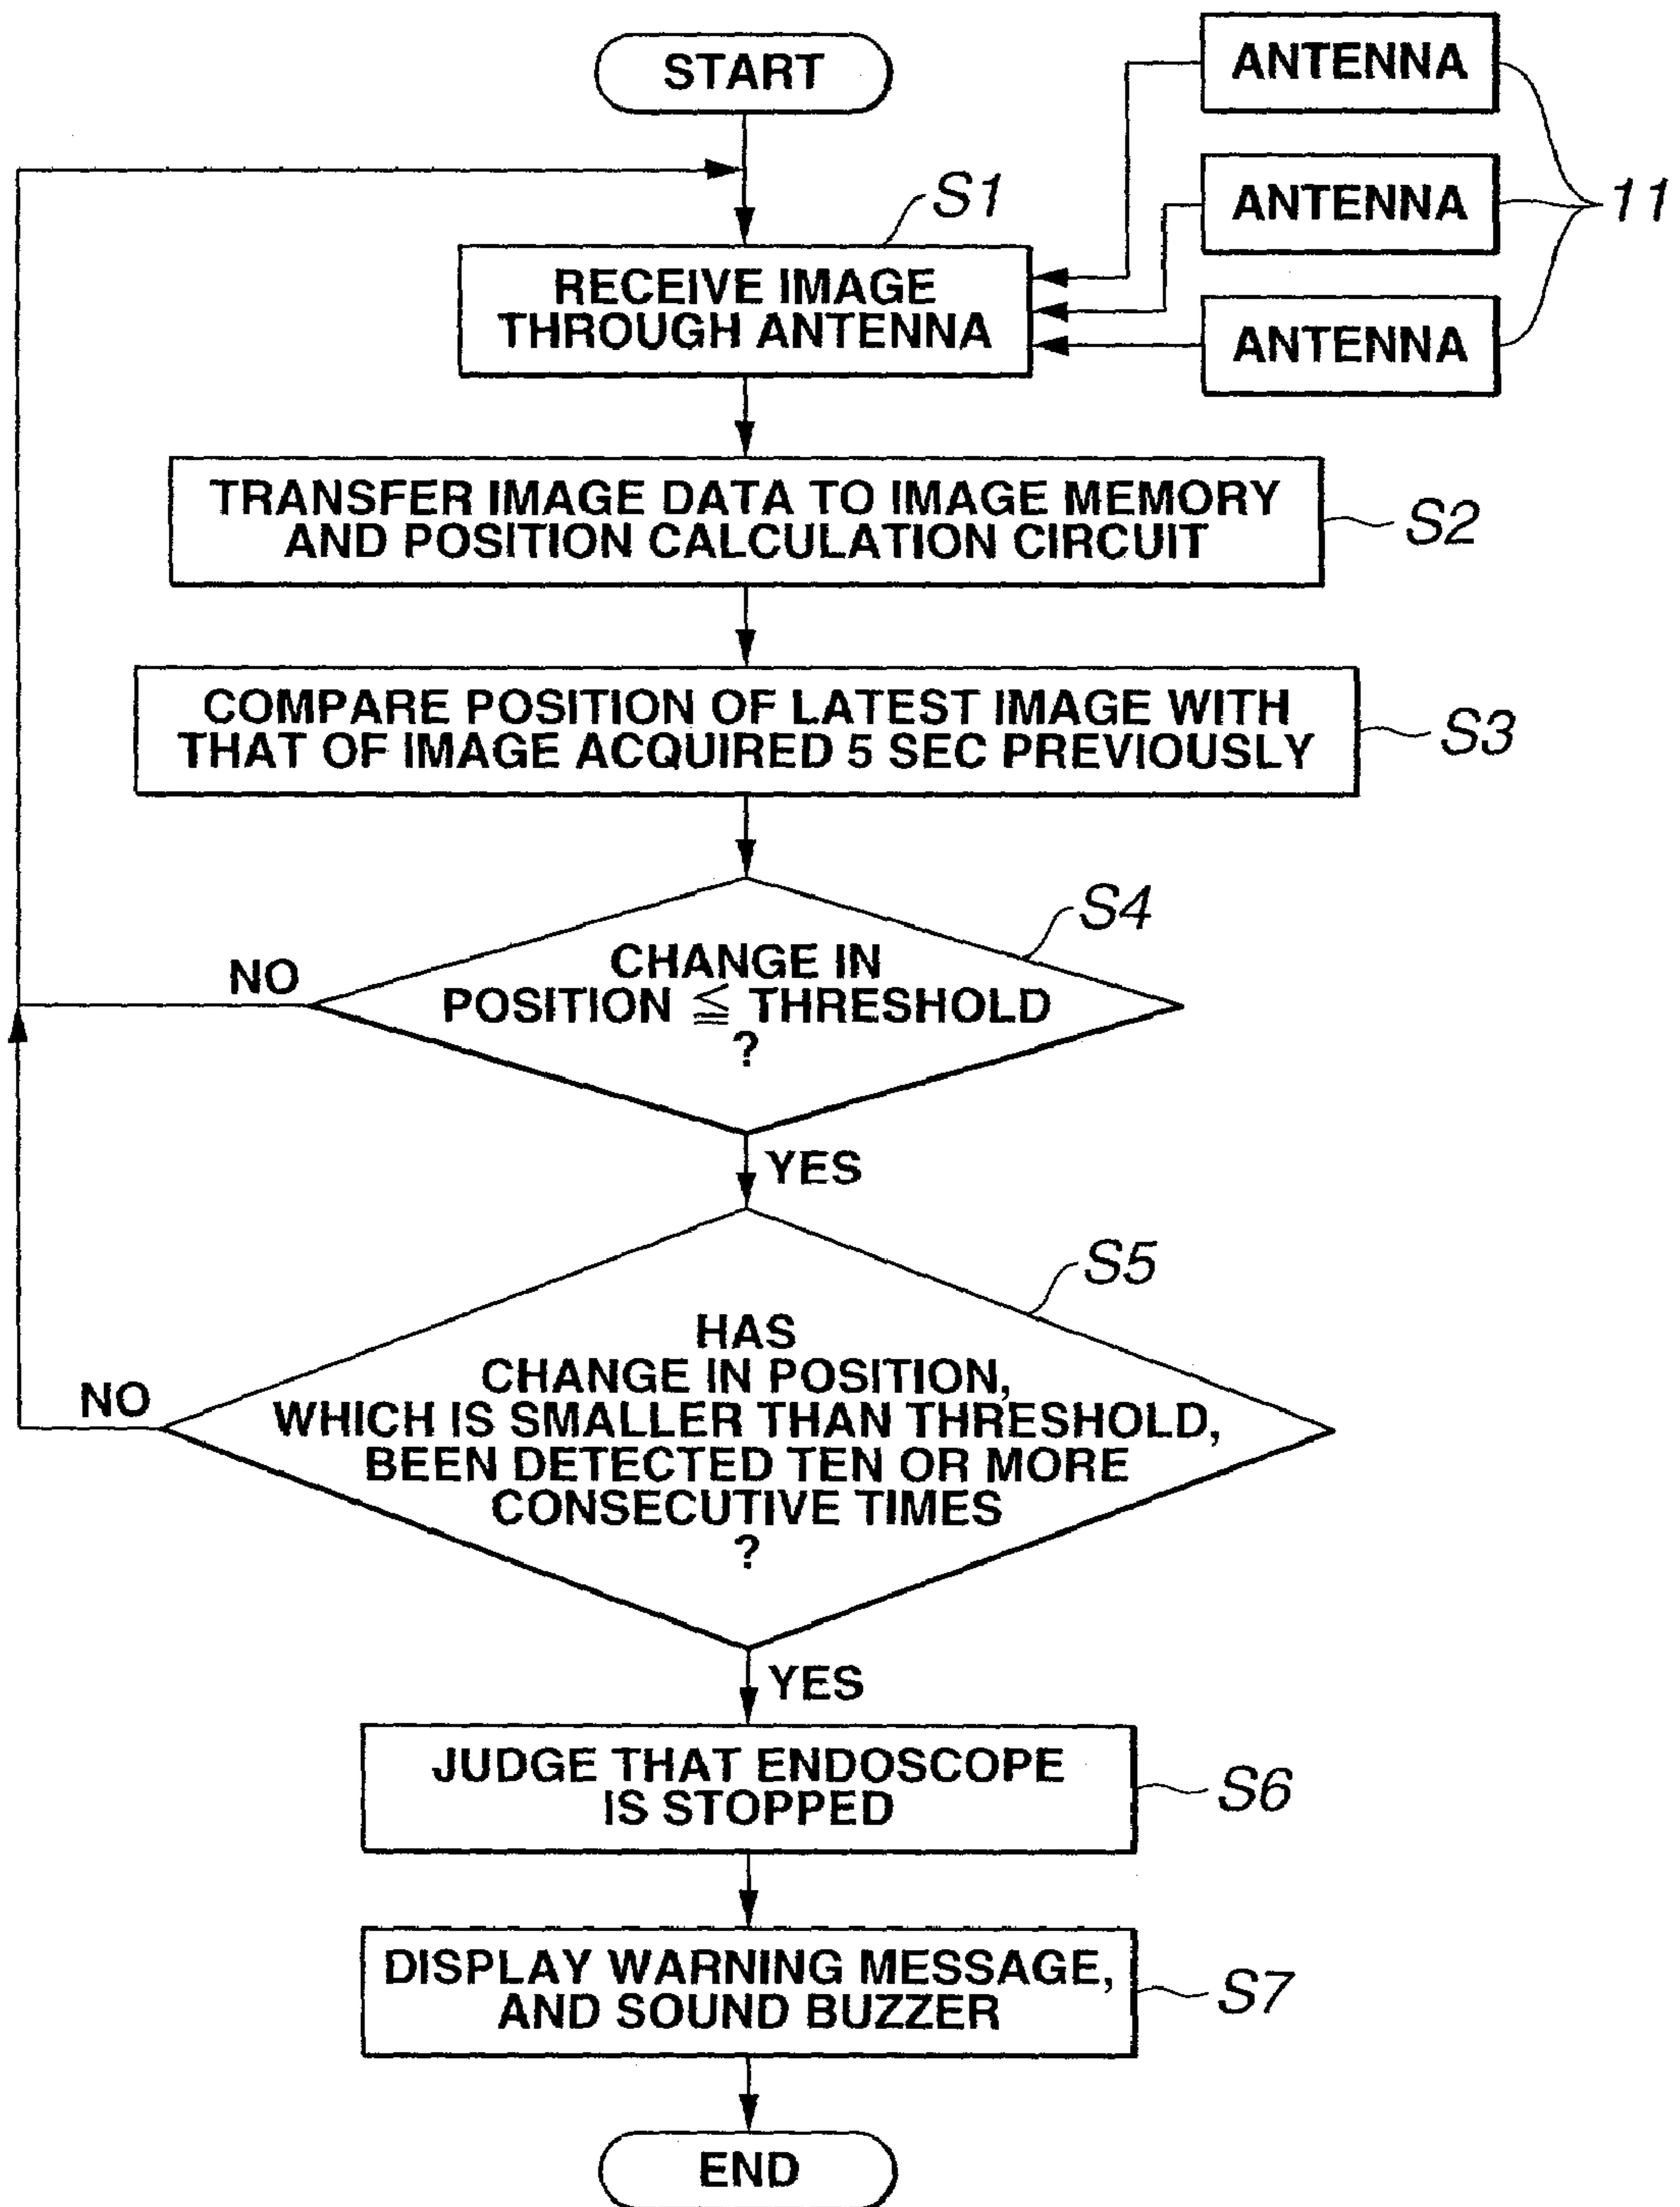 START
ANTENNA
ANTENNA
ANTENNA
11
S1
RECEIVE IMAGE
THROUGH ANTENNA
TRANSFER IMAGE DATA TO IMAGE MEMORY
AND POSITION CALCULATION CIRCUIT
S2
COMPARE POSITION OF LATEST IMAGE WITH
THAT OF IMAGE ACQUIRED 5 SEC PREVIOUSLY
S3
S4
CHANGE IN
POSITION ≦ THRESHOLD
?
NO
YES
S5
HAS
CHANGE IN POSITION,
WHICH IS SMALLER THAN THRESHOLD,
BEEN DETECTED TEN OR MORE
CONSECUTIVE TIMES
?
NO
YES
JUDGE THAT ENDOSCOPE
IS STOPPED
S6
DISPLAY WARNING MESSAGE,
AND SOUND BUZZER
S7
END